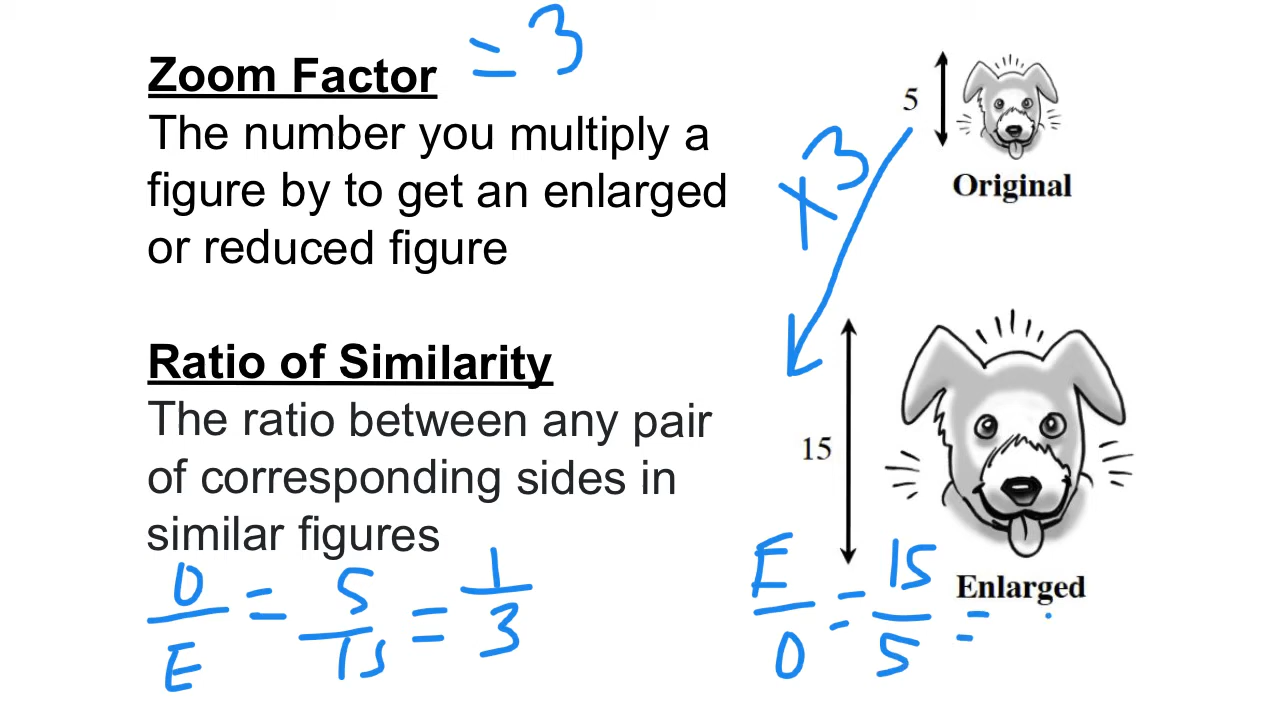 Zoom Factor = 3
The number you multiply a
figure by to get an enlarged
or reduced figure
5
Original
x3
Ratio of Similarity
The ratio between any pair
of corresponding sides in
similar figures
15
Enlarged
O/E = 5/15 = 1/3
E/O = 15/5 =